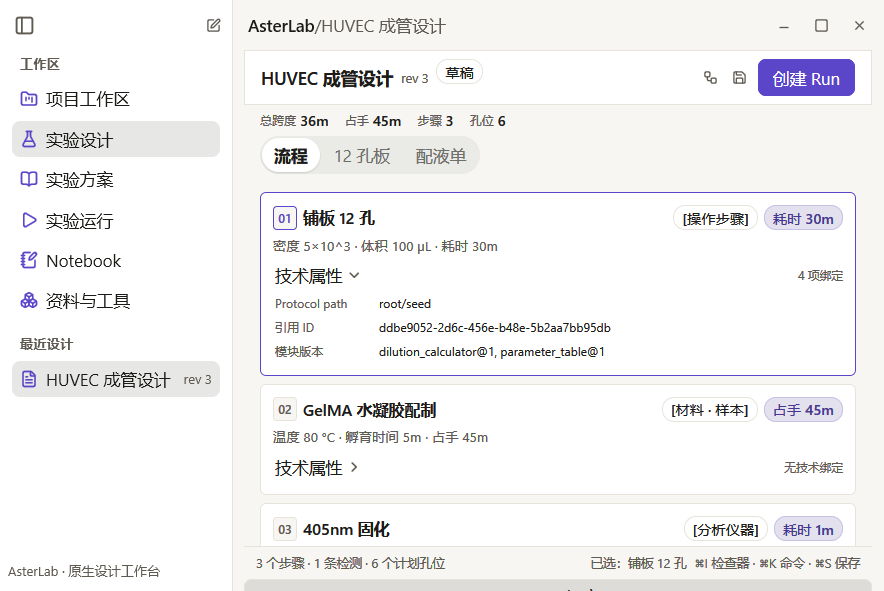 AsterLab/HUVEC 成管设计
工作区
项目工作区
实验设计
实验方案
实验运行
Notebook
资料与工具
最近设计
HUVEC 成管设计 rev 3
AsterLab · 原生设计工作台
HUVEC 成管设计 rev 3 草稿
创建 Run
总跨度 36m 占手 45m 步骤 3 孔位 6
流程 12 孔板 配液单
01 铺板 12 孔 [操作步骤] 耗时 30m
密度 5×10^3 · 体积 100 µL · 耗时 30m
技术属性 4 项绑定
Protocol path root/seed
引用 ID ddbe9052-2d6c-456e-b48e-5b2aa7bb95db
模块版本 dilution_calculator@1, parameter_table@1
02 GelMA 水凝胶配制 [材料 · 样本] 占手 45m
温度 80 °C · 孵育时间 5m · 占手 45m
技术属性 无技术绑定
03 405nm 固化 [分析仪器] 耗时 1m
3 个步骤 · 1 条检测 · 6 个计划孔位
已选：铺板 12 孔 ⌘I 检查器 · ⌘K 命令 · ⌘S 保存